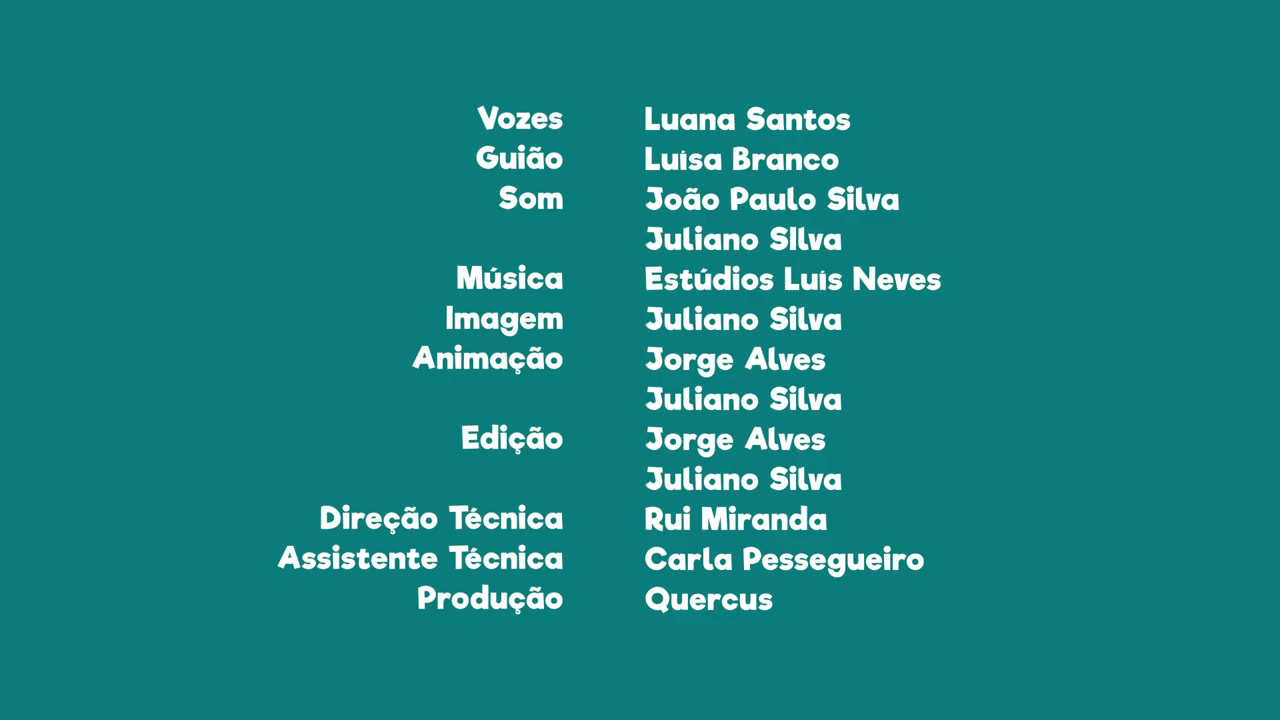 Vozes Luana Santos
Guião Luísa Branco
Som João Paulo Silva
Juliano SIlva
Música Estúdios Luís Neves
Imagem Juliano Silva
Animação Jorge Alves
Juliano Silva
Edição Jorge Alves
Juliano Silva
Direção Técnica Rui Miranda
Assistente Técnica Carla Pessegueiro
Produção Quercus